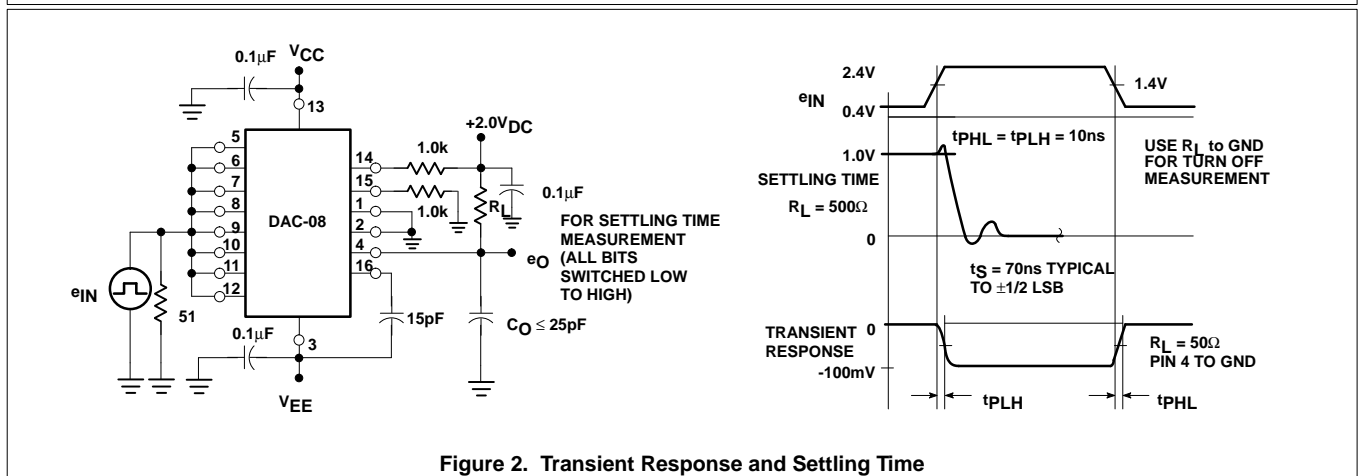 0.1µF
VCC
13
5
6
7
8
9
10
11
12
DAC-08
14
15
1
2
4
16
3
1.0k
1.0k
+2.0VDC
0.1µF
RL
eO
FOR SETTLING TIME
MEASUREMENT
(ALL BITS
SWITCHED LOW
TO HIGH)
eIN
51
0.1µF
15pF
CO ≤ 25pF
VEE
2.4V
eIN
0.4V
1.4V
tPHL = tPLH = 10ns
1.0V
SETTLING TIME
RL = 500Ω
0
USE RL to GND
FOR TURN OFF
MEASUREMENT
tS = 70ns TYPICAL
TO ±1/2 LSB
TRANSIENT
RESPONSE
0
-100mV
RL = 50Ω
PIN 4 TO GND
tPLH
tPHL
Figure 2. Transient Response and Settling Time